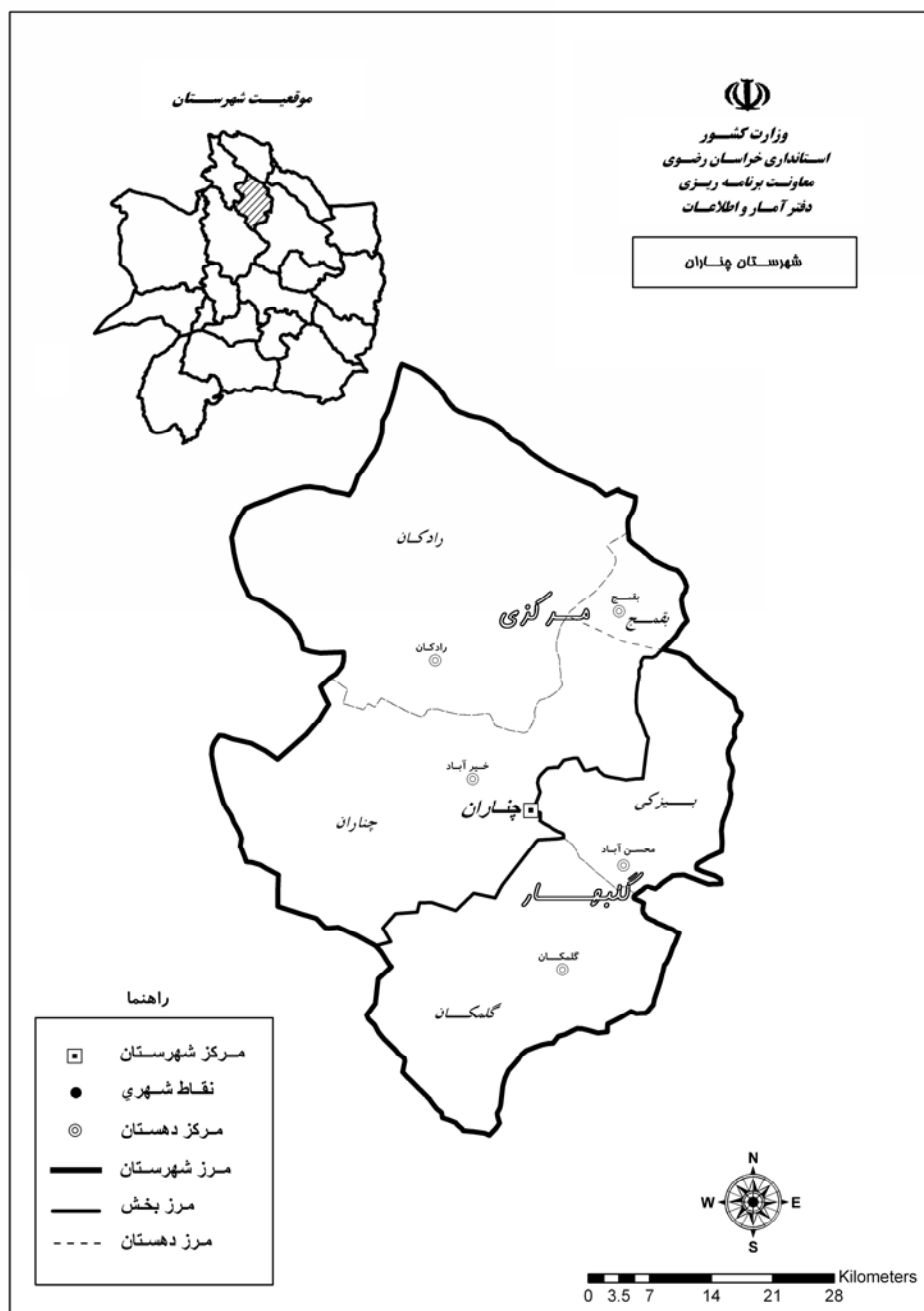 موقعیت شهرستان
وزارت کشور
استانداری خراسان رضوی
معاونت برنامه ریزی
دفتر آمار و اطلاعات
شهرستان چناران
رادکان
بقمج
مرکزی
بقمج
رادکان
خیر آباد
بیزکی
چناران
چناران
محسن آباد
گلبهار
گلمکان
گلمکان
راهنما
مرکز شهرستان
نقاط شهري
مرکز دهستان
مرز شهرستان
مرز بخش
مرز دهستان
N
W E
S
Kilometers
0 3.5 7 14 21 28